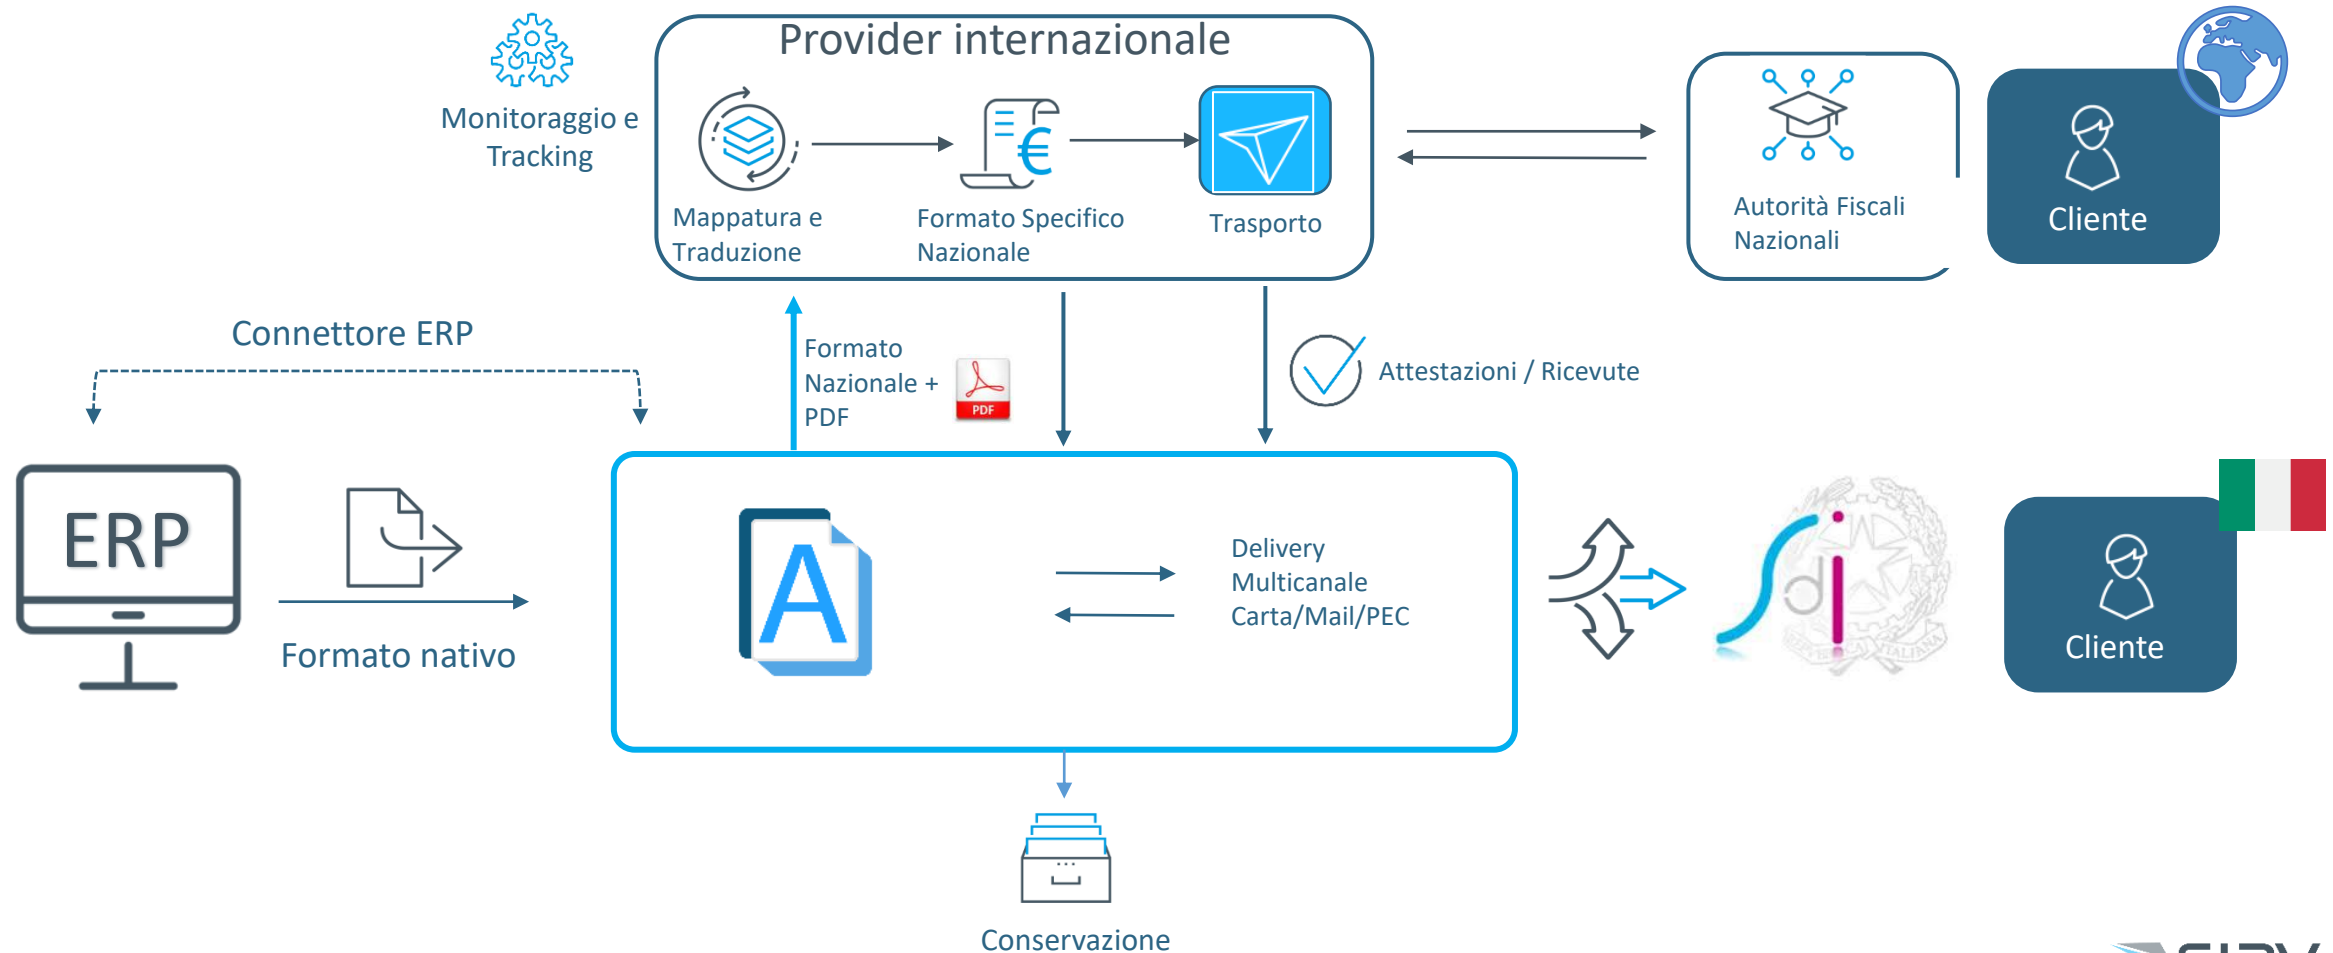 Provider internazionale
Monitoraggio e
Tracking
Mappatura e
Traduzione
Formato Specifico
Nazionale
Trasporto
Autorità Fiscali
Nazionali
Cliente
Connettore ERP
Formato
Nazionale +
PDF
PDF
Attestazioni / Ricevute
ERP
Formato nativo
A
Delivery
Multicanale
Carta/Mail/PEC
Sdi
Cliente
Conservazione